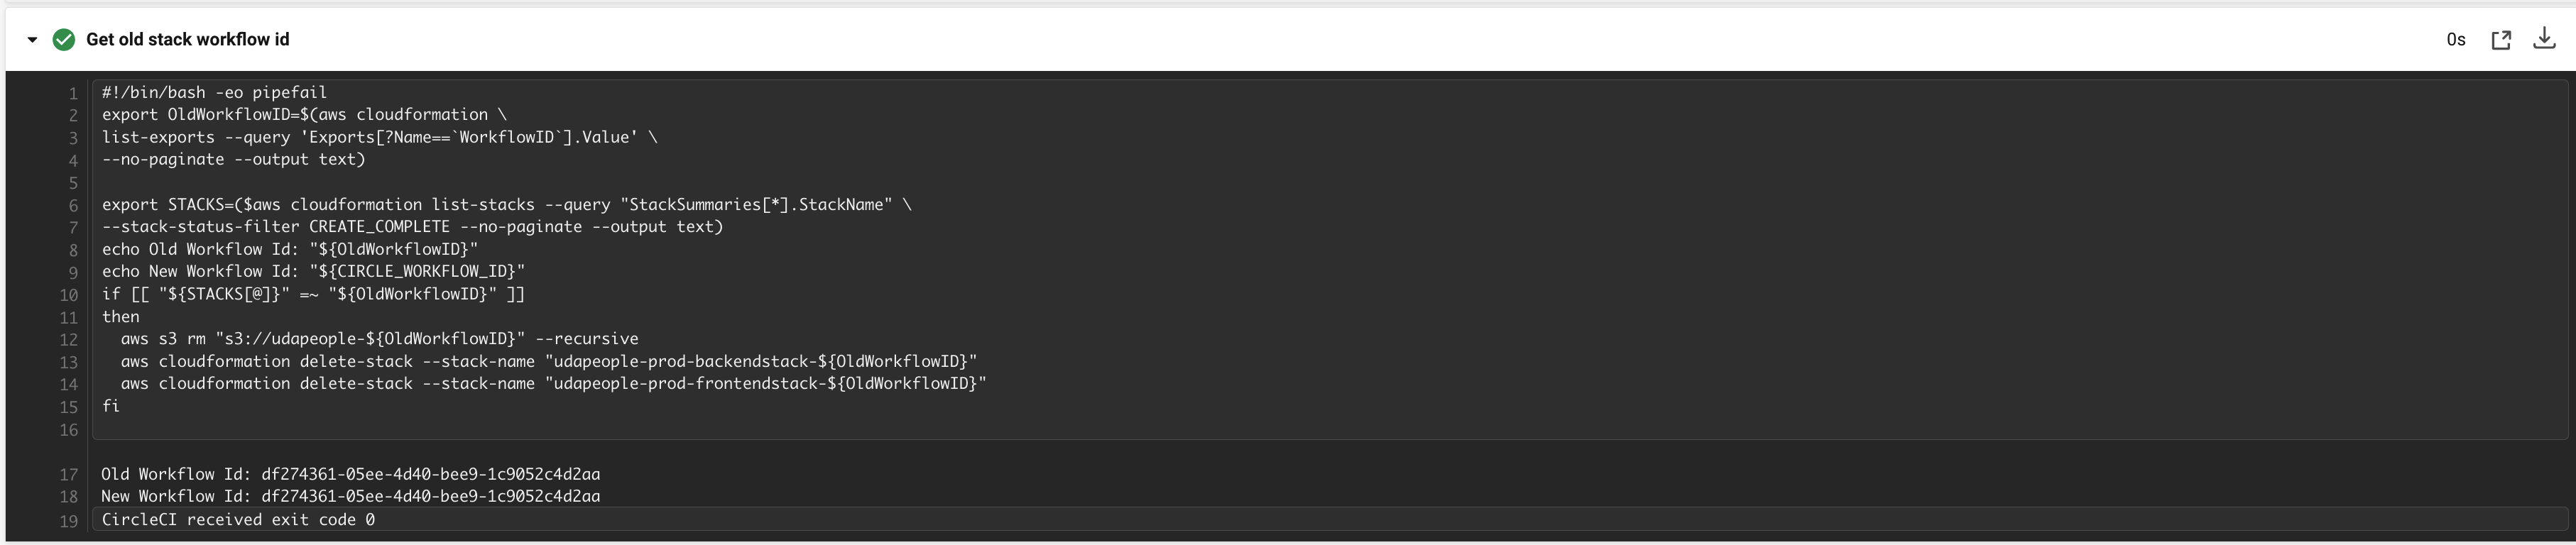 Get old stack workflow id
0s
1 #!/bin/bash -eo pipefail
2 export OldWorkflowID=$(aws cloudformation \
3 list-exports --query 'Exports[?Name==`WorkflowID`].Value' \
4 --no-paginate --output text)
5
6 export STACKS=($aws cloudformation list-stacks --query "StackSummaries[*].StackName" \
7 --stack-status-filter CREATE_COMPLETE --no-paginate --output text)
8 echo Old Workflow Id: "${OldWorkflowID}"
9 echo New Workflow Id: "${CIRCLE_WORKFLOW_ID}"
10 if [[ "${STACKS[@]}" =~ "${OldWorkflowID}" ]]
11 then
12   aws s3 rm "s3://udapeople-${OldWorkflowID}" --recursive
13   aws cloudformation delete-stack --stack-name "udapeople-prod-backendstack-${OldWorkflowID}"
14   aws cloudformation delete-stack --stack-name "udapeople-prod-frontendstack-${OldWorkflowID}"
15 fi
16
17 Old Workflow Id: df274361-05ee-4d40-bee9-1c9052c4d2aa
18 New Workflow Id: df274361-05ee-4d40-bee9-1c9052c4d2aa
19 CircleCI received exit code 0